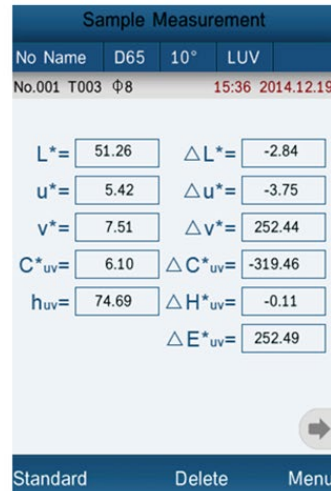 Sample Measurement
No Name D65 10° LUV
No.001 T003 Φ8 15:36 2014.12.19
L*= 51.26 △L*= -2.84
u*= 5.42 △u*= -3.75
v*= 7.51 △v*= 252.44
C*uv= 6.10 △C*uv= -319.46
huv= 74.69 △H*uv= -0.11
△E*uv= 252.49
Standard Delete Menu